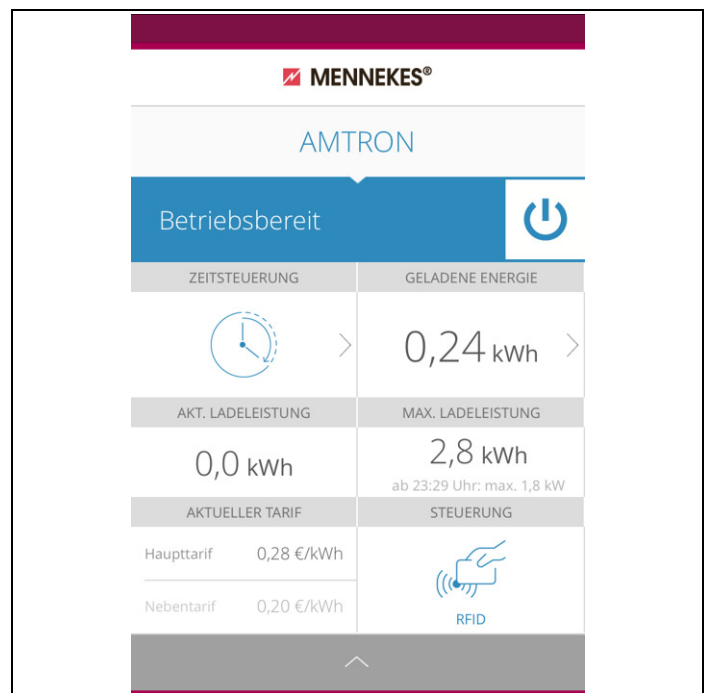 MENNEKES®
AMTRON
Betriebsbereit
ZEITSTEUERUNG
GELADENE ENERGIE
0,24 kWh
AKT. LADELEISTUNG
MAX. LADELEISTUNG
0,0 kWh
2,8 kWh
ab 23:29 Uhr: max. 1,8 kW
AKTUELLER TARIF
STEUERUNG
Haupttarif 0,28 €/kWh
Nebentarif 0,20 €/kWh
RFID